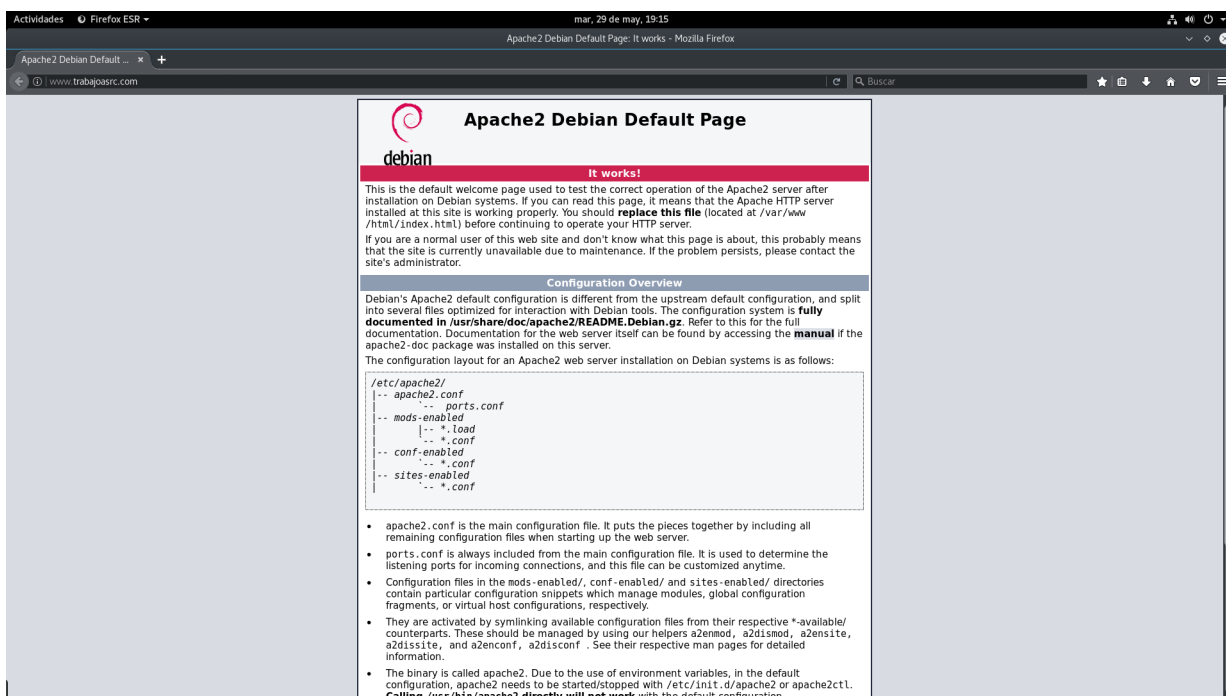 Actividades Firefox ESR mar, 29 de may, 19:15
Apache2 Debian Default Page: It works - Mozilla Firefox
Apache2 Debian Default ... × +
www.trabajoasrc.com Buscar
debian
Apache2 Debian Default Page
It works!
This is the default welcome page used to test the correct operation of the Apache2 server after
installation on Debian systems. If you can read this page, it means that the Apache HTTP server
installed at this site is working properly. You should replace this file (located at /var/www
/html/index.html) before continuing to operate your HTTP server.
If you are a normal user of this web site and don't know what this page is about, this probably means
that the site is currently unavailable due to maintenance. If the problem persists, please contact the
site's administrator.
Configuration Overview
Debian's Apache2 default configuration is different from the upstream default configuration, and split
into several files optimized for interaction with Debian tools. The configuration system is fully
documented in /usr/share/doc/apache2/README.Debian.gz. Refer to this for the full
documentation. Documentation for the web server itself can be found by accessing the manual if the
apache2-doc package was installed on this server.
The configuration layout for an Apache2 web server installation on Debian systems is as follows:
/etc/apache2/
|-- apache2.conf
|       `--  ports.conf
|-- mods-enabled
|       |-- *.load
|       `-- *.conf
|-- conf-enabled
|       `-- *.conf
|-- sites-enabled
|       `-- *.conf
• apache2.conf is the main configuration file. It puts the pieces together by including all
remaining configuration files when starting up the web server.
• ports.conf is always included from the main configuration file. It is used to determine the
listening ports for incoming connections, and this file can be customized anytime.
• Configuration files in the mods-enabled/, conf-enabled/ and sites-enabled/ directories
contain particular configuration snippets which manage modules, global configuration
fragments, or virtual host configurations, respectively.
• They are activated by symlinking available configuration files from their respective *-available/
counterparts. These should be managed by using our helpers a2enmod, a2dismod, a2ensite,
a2dissite, and a2enconf, a2disconf . See their respective man pages for detailed
information.
• The binary is called apache2. Due to the use of environment variables, in the default
configuration, apache2 needs to be started/stopped with /etc/init.d/apache2 or apache2ctl.
Calling /usr/bin/apache2 directly will not work with the default configuration.